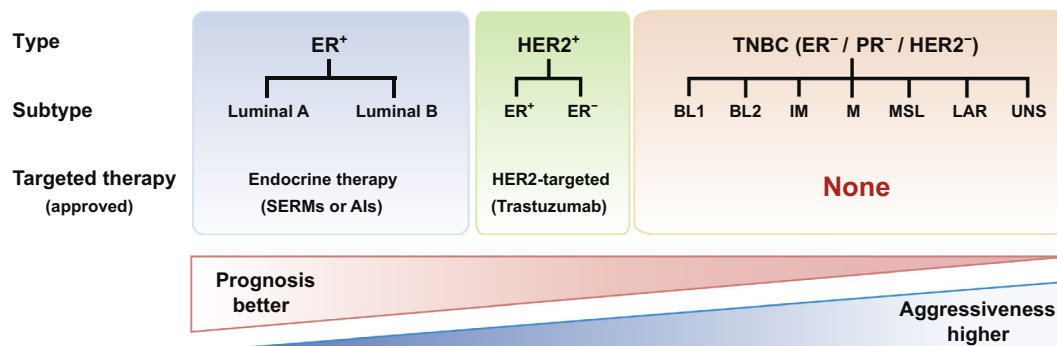 Type
ER⁺
HER2⁺
TNBC (ER⁻ / PR⁻ / HER2⁻)
Subtype
Luminal A
Luminal B
ER⁺
ER⁻
BL1
BL2
IM
M
MSL
LAR
UNS
Targeted therapy
(approved)
Endocrine therapy
(SERMs or AIs)
HER2-targeted
(Trastuzumab)
None
Prognosis
better
Aggressiveness
higher